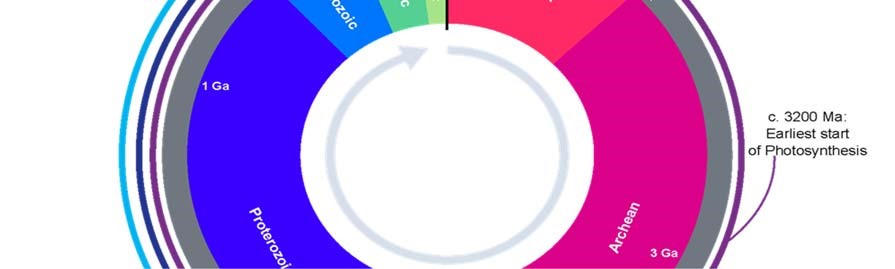 1 Ga
c. 3200 Ma:
Earliest start
of Photosynthesis
Archean
3 Ga